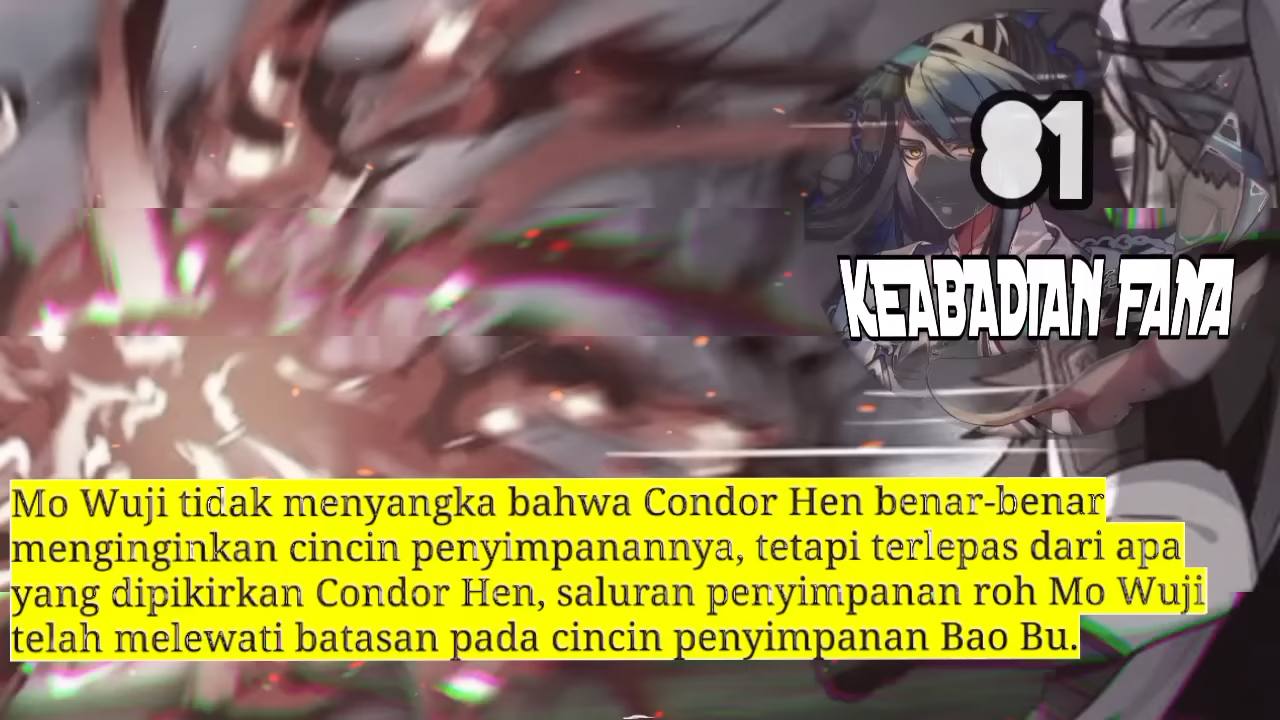 81
KEABADIAN FANA
Mo Wuji tidak menyangka bahwa Condor Hen benar-benar
menginginkan cincin penyimpanannya, tetapi terlepas dari apa
yang dipikirkan Condor Hen, saluran penyimpanan roh Mo Wuji
telah melewati batasan pada cincin penyimpanan Bao Bu.